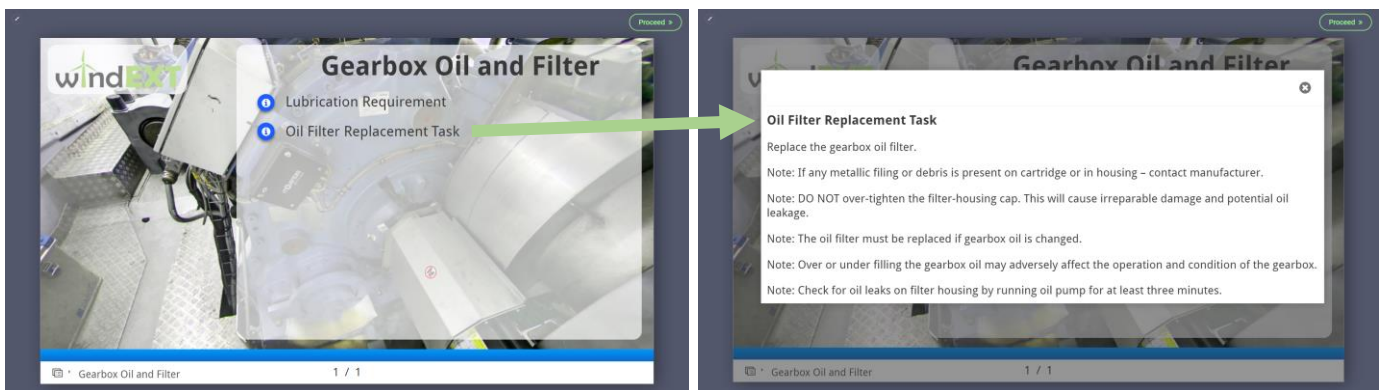 Proceed »
windEXT
Gearbox Oil and Filter
Lubrication Requirement
Oil Filter Replacement Task
Gearbox Oil and Filter
1 / 1
Proceed »
Gearbox Oil and Filter
Oil Filter Replacement Task
Replace the gearbox oil filter.
Note: If any metallic filing or debris is present on cartridge or in housing – contact manufacturer.
Note: DO NOT over-tighten the filter-housing cap. This will cause irreparable damage and potential oil
leakage.
Note: The oil filter must be replaced if gearbox oil is changed.
Note: Over or under filling the gearbox oil may adversely affect the operation and condition of the gearbox.
Note: Check for oil leaks on filter housing by running oil pump for at least three minutes.
Gearbox Oil and Filter
1 / 1